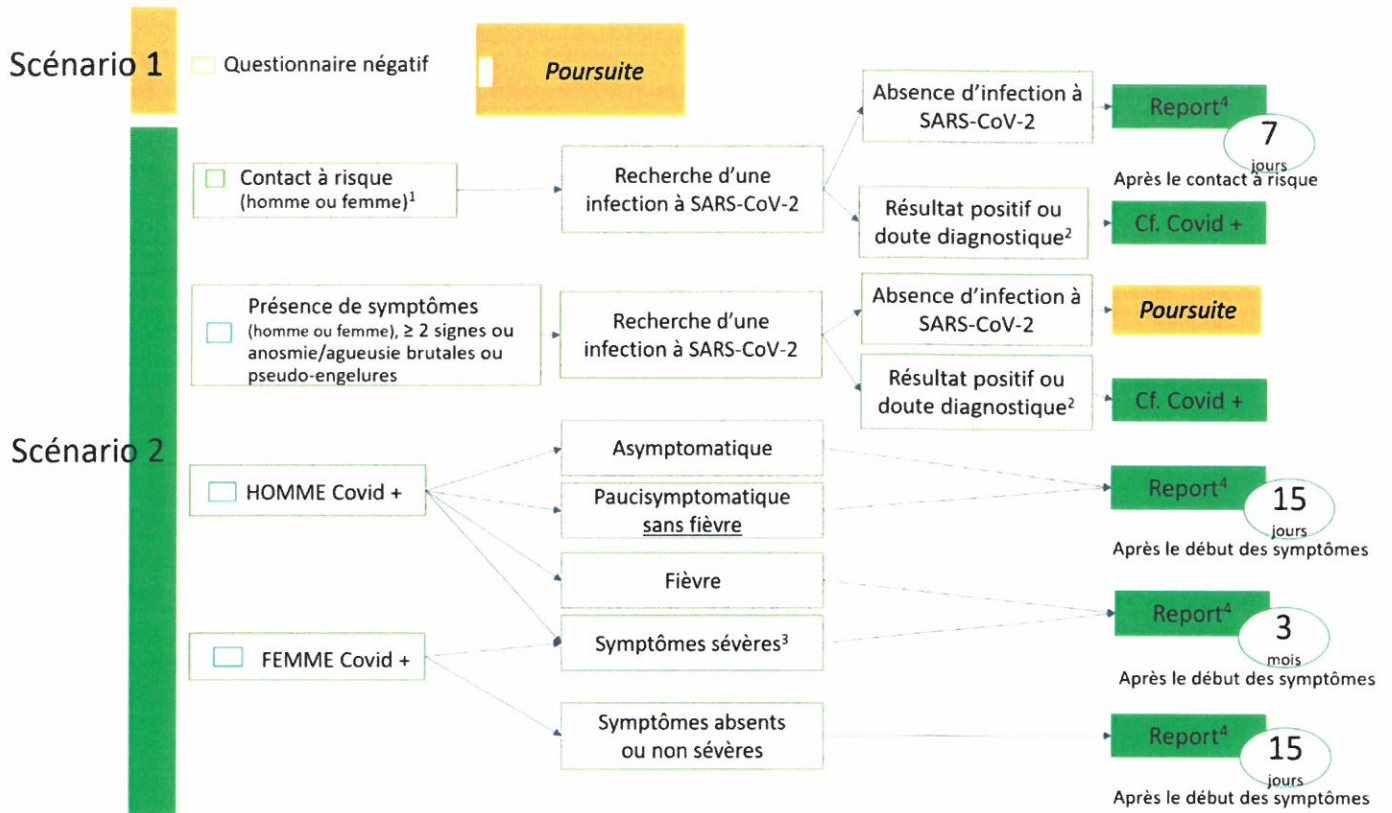 Scénario 1
Questionnaire négatif
Poursuite
Absence d'infection à
SARS-CoV-2
Report⁴
7
jours
Après le contact à risque
Contact à risque
(homme ou femme)¹
Recherche d'une
infection à SARS-CoV-2
Résultat positif ou
doute diagnostique²
Cf. Covid +
Présence de symptômes
(homme ou femme), ≥ 2 signes ou
anosmie/agueusie brutales ou
pseudo-engelures
Recherche d'une
infection à SARS-CoV-2
Absence d'infection à
SARS-CoV-2
Poursuite
Résultat positif ou
doute diagnostique²
Cf. Covid +
Scénario 2
HOMME Covid +
Asymptomatique
Paucisymptomatique
sans fièvre
Report⁴
15
jours
Après le début des symptômes
Fièvre
FEMME Covid +
Symptômes sévères³
Report⁴
3
mois
Après le début des symptômes
Symptômes absents
ou non sévères
Report⁴
15
jours
Après le début des symptômes